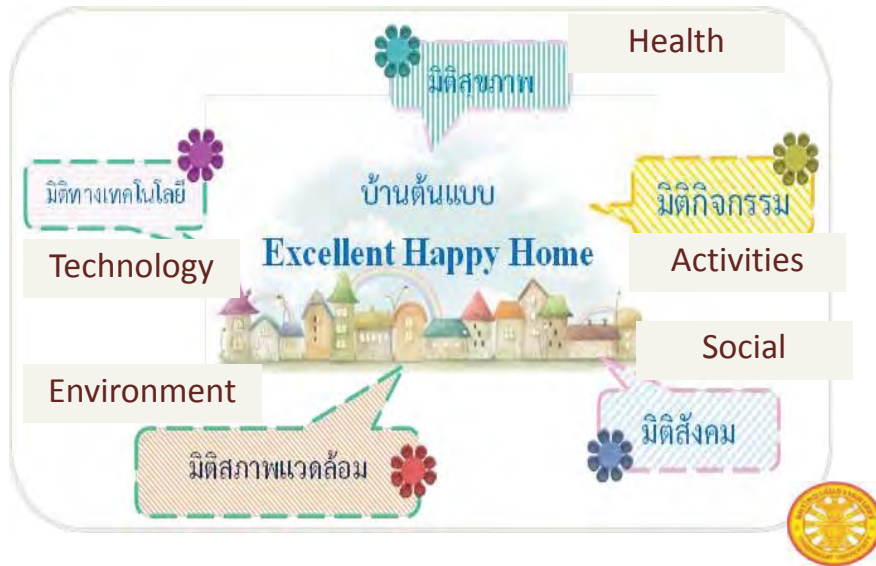 Health
มิติสุขภาพ
มิติทางเทคโนโลยี
Technology
บ้านต้นแบบ
Excellent Happy Home
มิติกิจกรรม
Activities
Social
มิติสังคม
Environment
มิติสภาพแวดล้อม